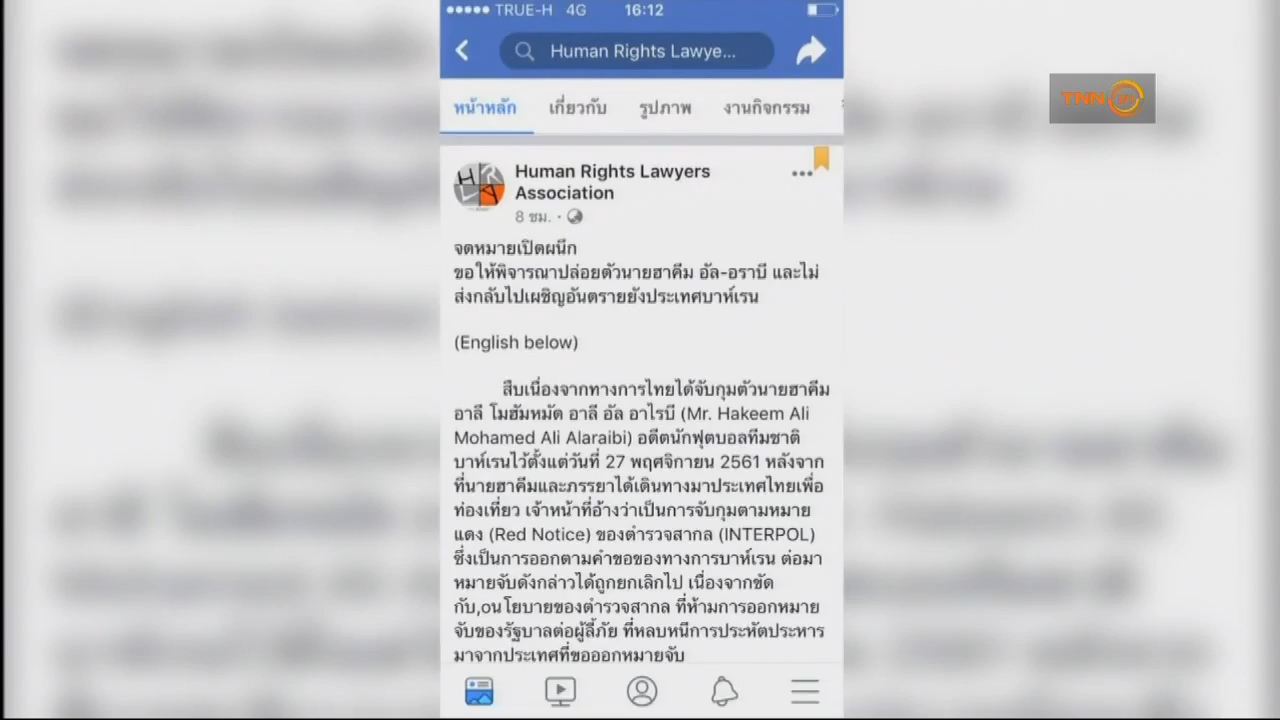 TRUE-H 4G 16:12
Human Rights Lawye...
TNN 24
หน้าหลัก เกี่ยวกับ รูปภาพ งานกิจกรรม
Human Rights Lawyers
Association
8 ชม. ·
จดหมายเปิดผนึก
ขอให้พิจารณาปล่อยตัวนายฮาคีม อัล-อราบี และไม่
ส่งกลับไปเผชิญอันตรายยังประเทศบาห์เรน
(English below)
สืบเนื่องจากทางการไทยได้จับกุมตัวนายฮาคีม
อาลี โมฮัมหมัด อาลี อัล อาไรบี (Mr. Hakeem Ali
Mohamed Ali Alaraibi) อดีตนักฟุตบอลทีมชาติ
บาห์เรนไว้ตั้งแต่วันที่ 27 พฤศจิกายน 2561 หลังจาก
ที่นายฮาคีมและภรรยาได้เดินทางมาประเทศไทยเพื่อ
ท่องเที่ยว เจ้าหน้าที่อ้างว่าเป็นการจับกุมตามหมาย
แดง (Red Notice) ของตำรวจสากล (INTERPOL)
ซึ่งเป็นการออกตามคำขอของทางการบาห์เรน ต่อมา
หมายจับดังกล่าวได้ถูกยกเลิกไป เนื่องจากขัด
กับ,oนโยบายของตำรวจสากล ที่ห้ามการออกหมาย
จับของรัฐบาลต่อผู้ลี้ภัย ที่หลบหนีการประหัตประหาร
มาจากประเทศที่ขอออกหมายจับ